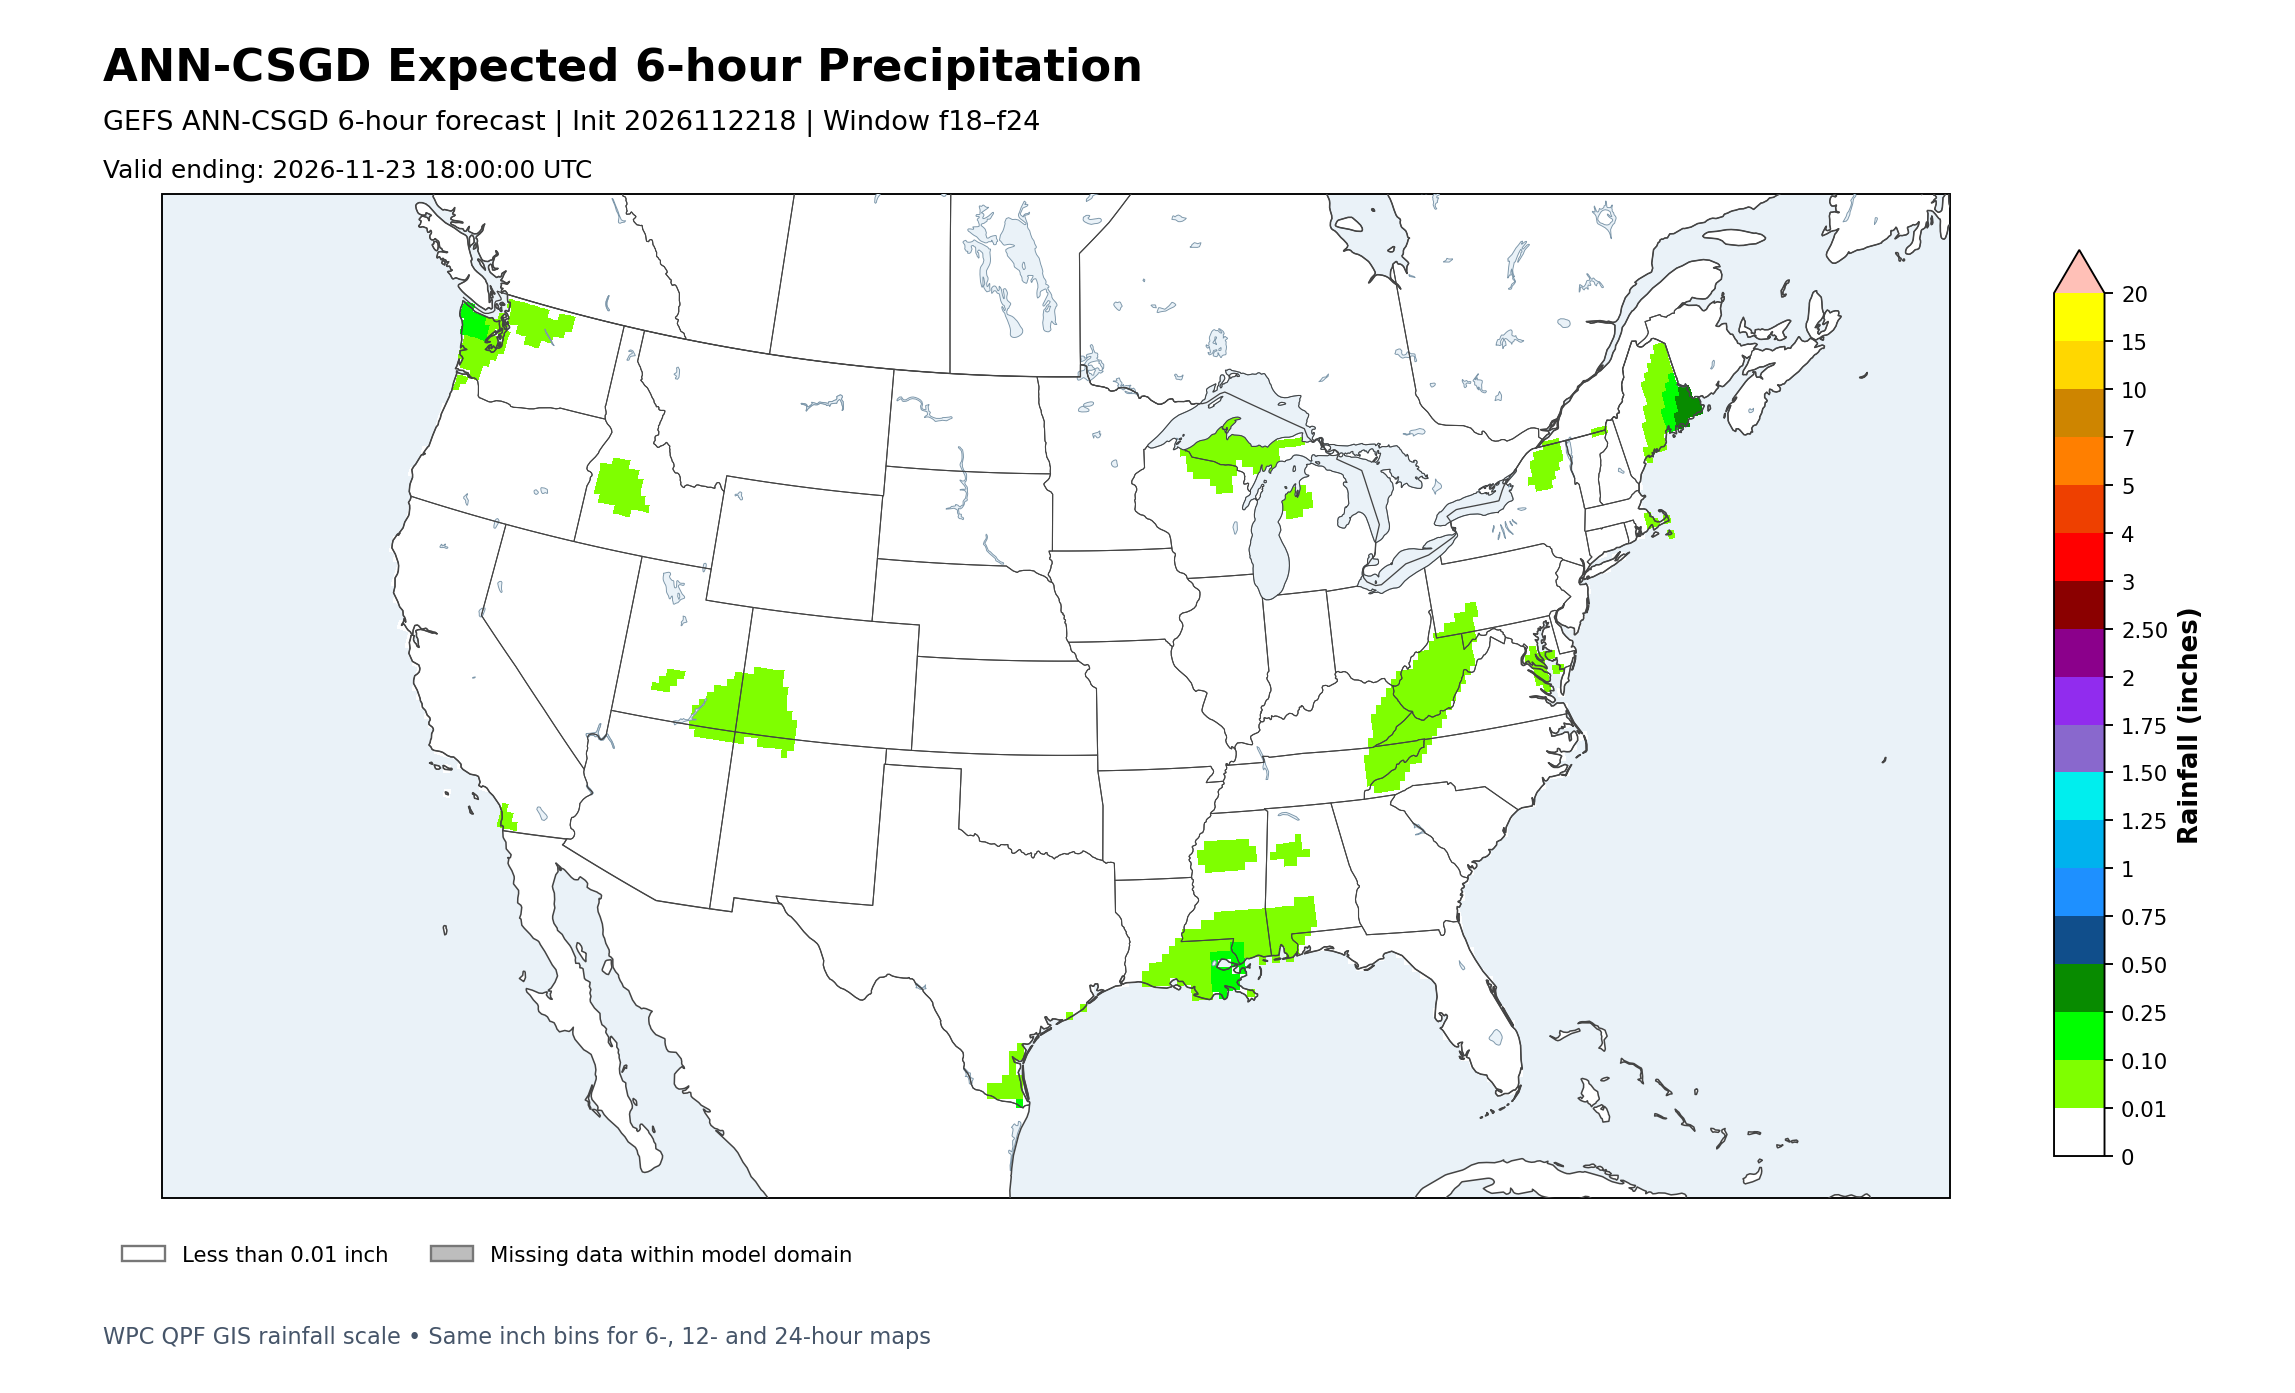 ANN-CSGD Expected 6-hour Precipitation
GEFS ANN-CSGD 6-hour forecast | Init 2026112218 | Window f18–f24
Valid ending: 2026-11-23 18:00:00 UTC
20
15
10
7
5
4
3
2.50
2
1.75
1.50
1.25
1
0.75
0.50
0.25
0.10
0.01
0
Rainfall (inches)
Less than 0.01 inch
Missing data within model domain
WPC QPF GIS rainfall scale • Same inch bins for 6-, 12- and 24-hour maps